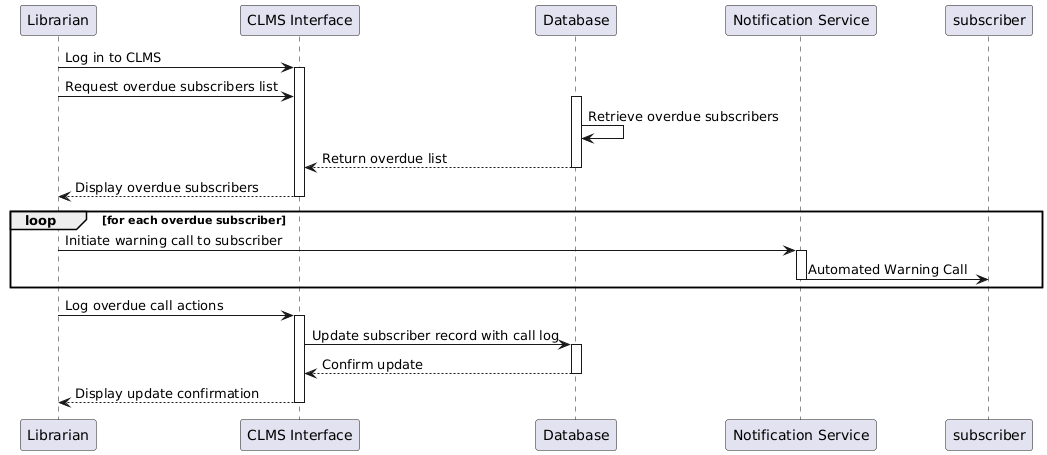 Librarian
CLMS Interface
Database
Notification Service
subscriber
Log in to CLMS
Request overdue subscribers list
Retrieve overdue subscribers
Return overdue list
Display overdue subscribers
loop [for each overdue subscriber]
Initiate warning call to subscriber
Automated Warning Call
Log overdue call actions
Update subscriber record with call log
Confirm update
Display update confirmation
Librarian
CLMS Interface
Database
Notification Service
subscriber